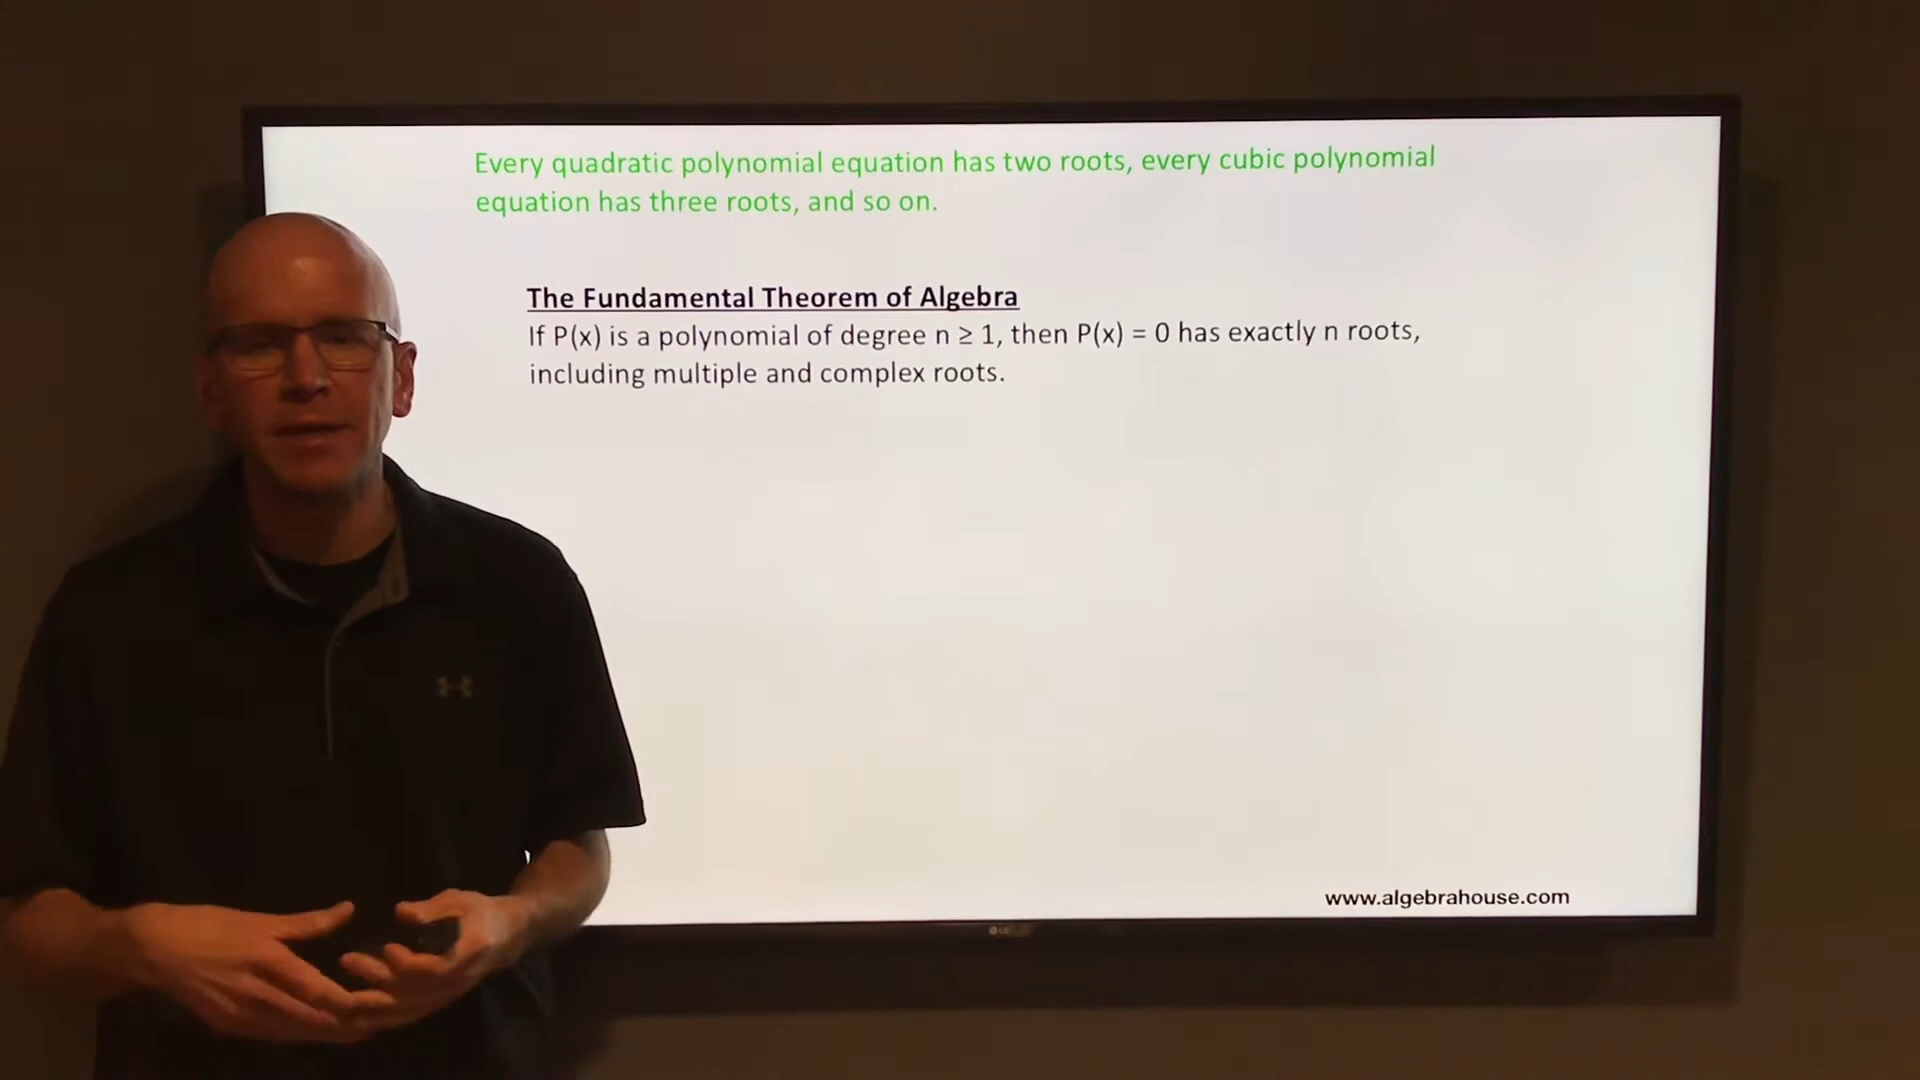 Every quadratic polynomial equation has two roots, every cubic polynomial
equation has three roots, and so on.
The Fundamental Theorem of Algebra
If P(x) is a polynomial of degree n ≥ 1, then P(x) = 0 has exactly n roots,
including multiple and complex roots.
www.algebrahouse.com
LG